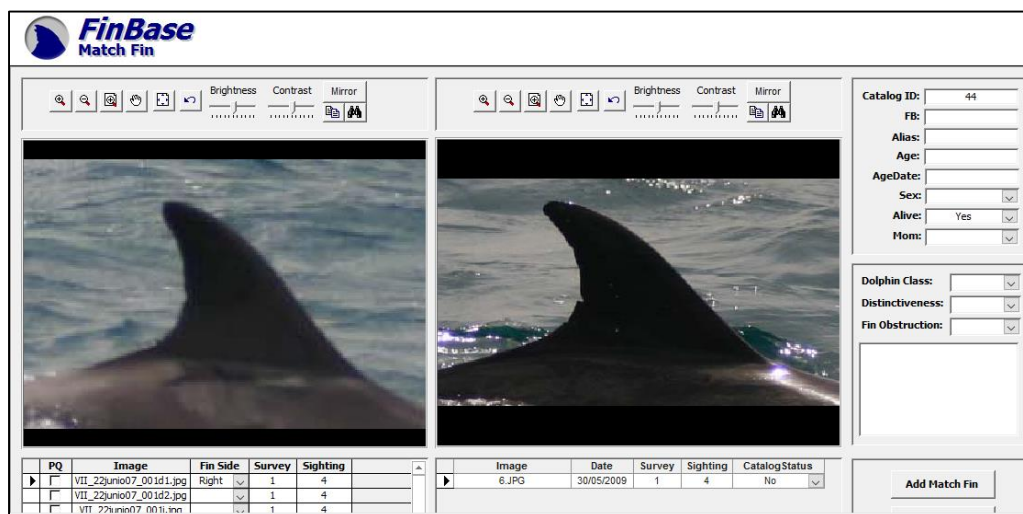 FinBase
Match Fin
Brightness Contrast Mirror
Brightness Contrast Mirror
Catalog ID: 44
FB:
Alias:
Age:
AgeDate:
Sex:
Alive: Yes
Mom:
Dolphin Class:
Distinctiveness:
Fin Obstruction:
PQ Image Fin Side Survey Sighting
VII_22junio07_001d1.jpg Right 1 4
VII_22junio07_001d2.jpg 1 4
VII_22junio07_001i.jpg 1 4
Image Date Survey Sighting CatalogStatus
6.JPG 30/05/2009 1 4 No
Add Match Fin